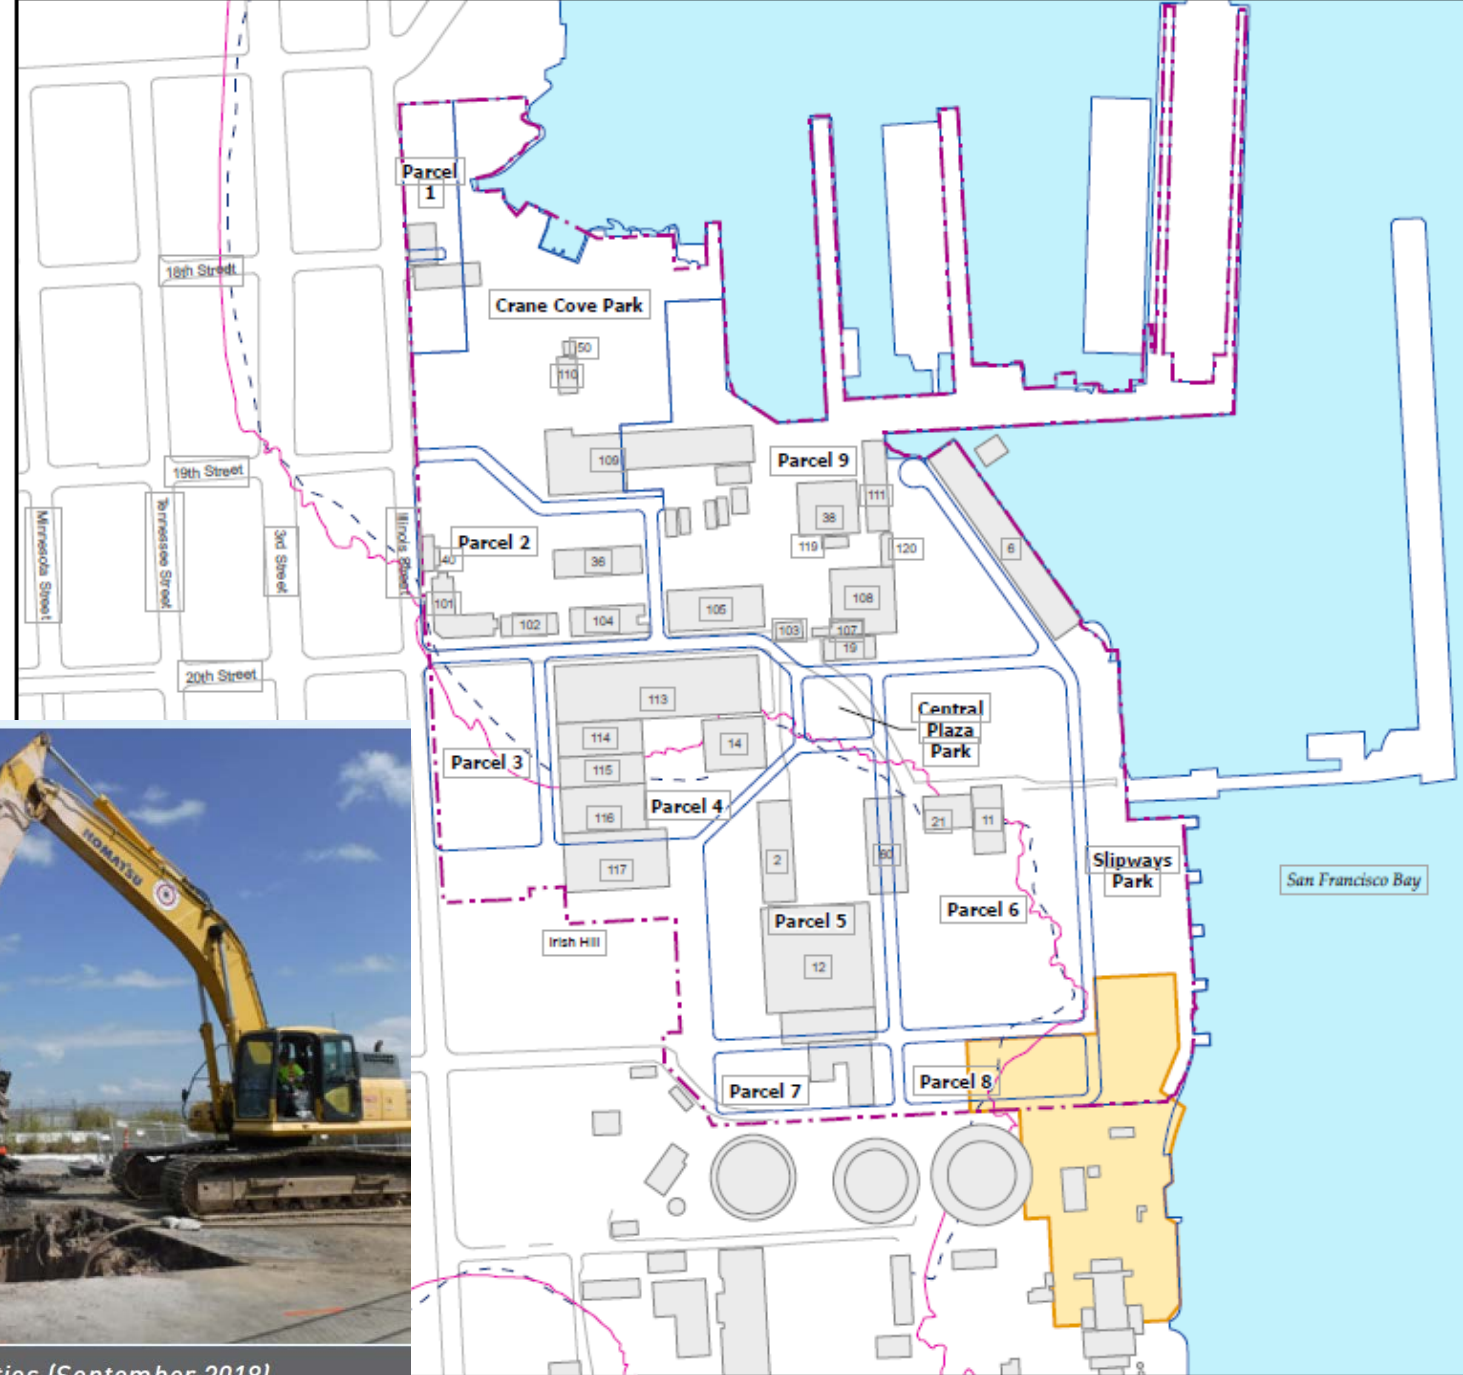 Parcel
1
18th Street
Crane Cove Park
50
110
109
Parcel 9
19th Street
111
38
Minnesota Street
Tennessee Street
3rd Street
Illinois Street
Parcel 2
40
36
119
120
6
101
102
104
105
108
103
107
19
20th Street
113
114
14
Central
Plaza
Park
Parcel 3
115
116
Parcel 4
21
11
117
2
60
Slipways
Park
San Francisco Bay
Parcel 5
Parcel 6
Irish Hill
12
KOMATSU
Parcel 7
Parcel 8
(September 2018)